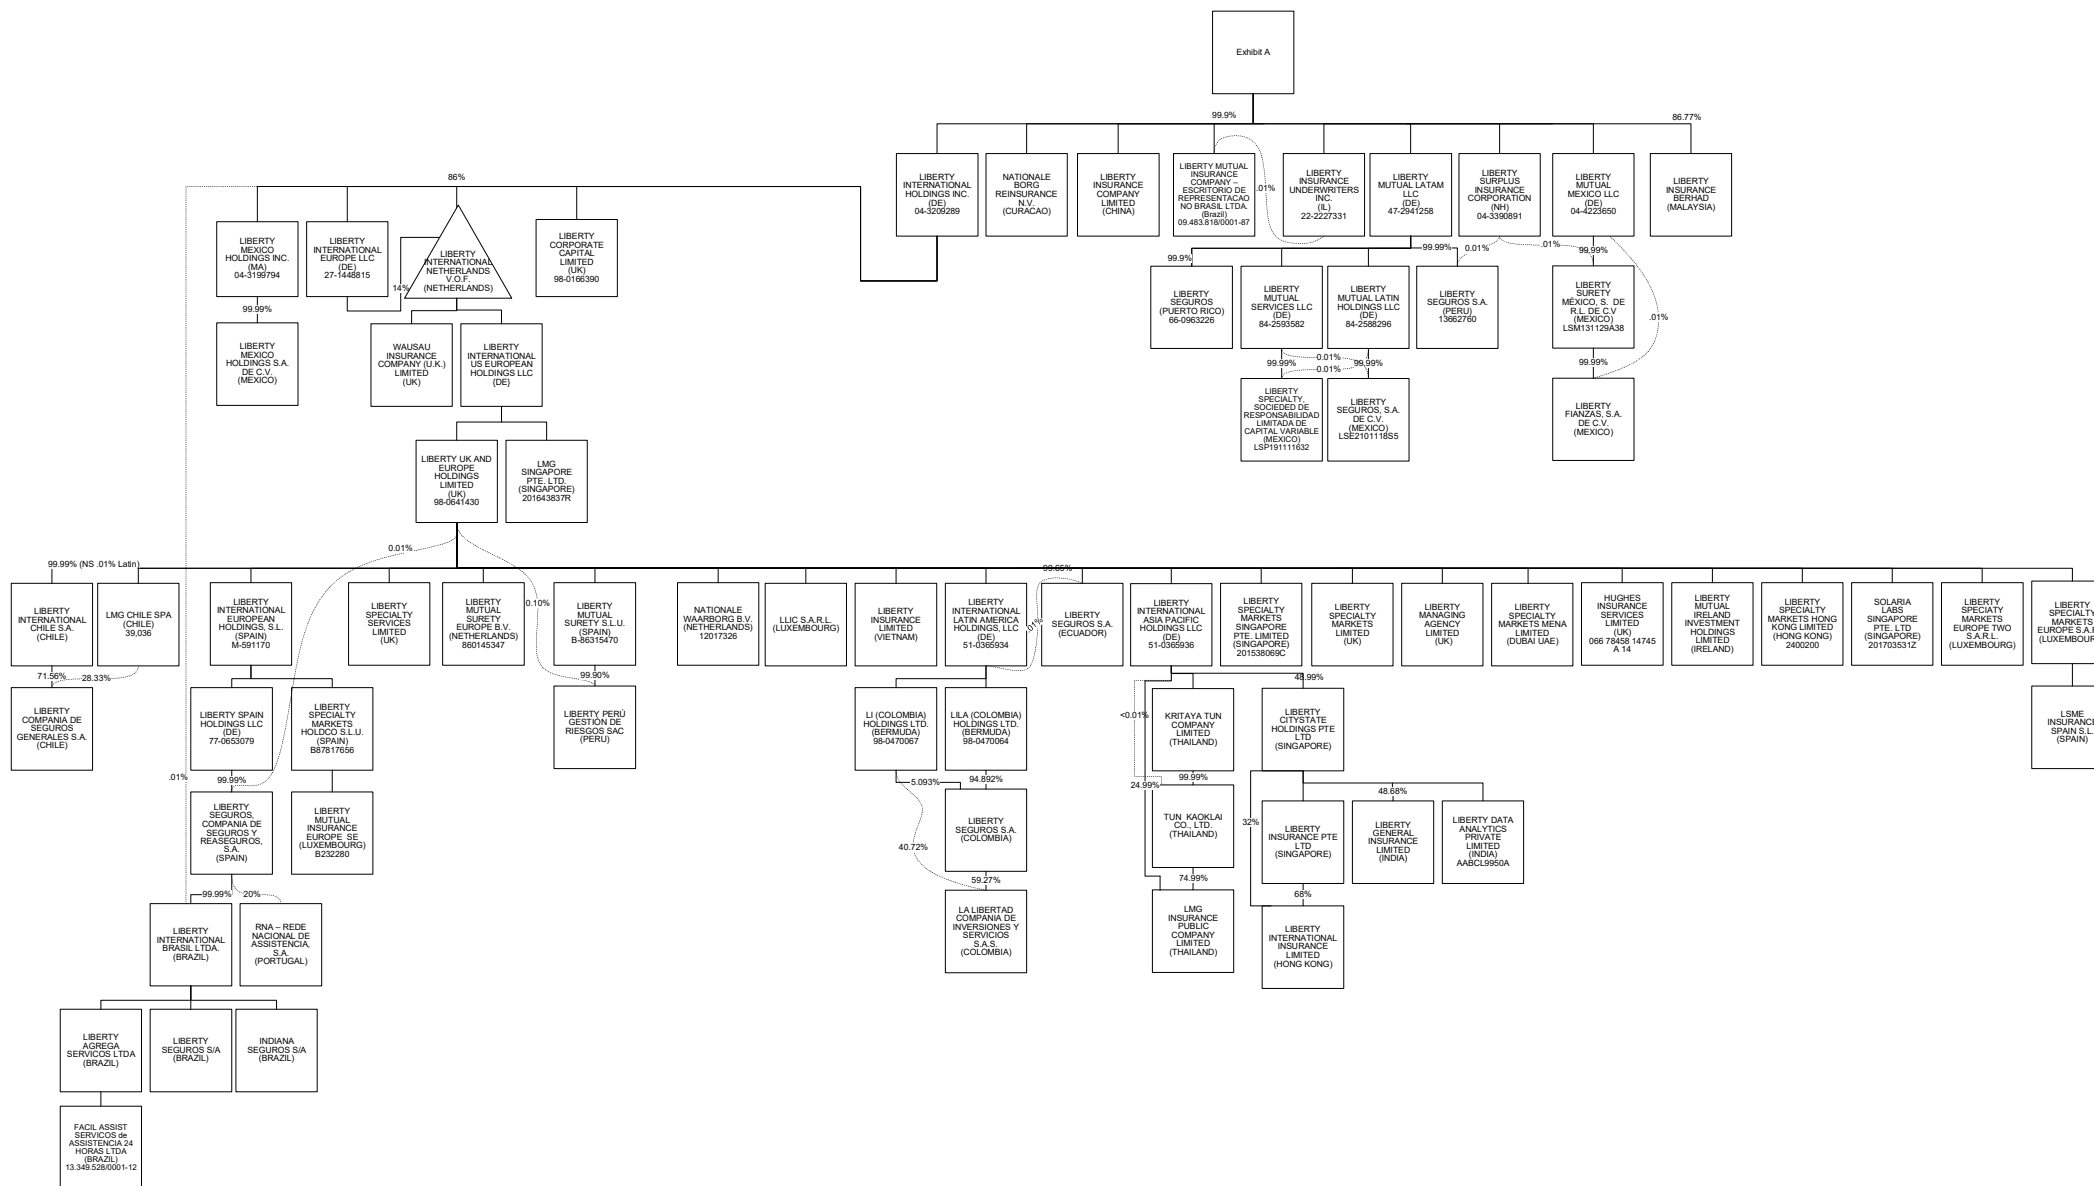 Exhibit A
99.9%
86.77%
LIBERTY
INTERNATIONAL
HOLDINGS INC.
(DE)
04-3209289
NATIONALE
BORG
REINSURANCE
N.V.
(CURACAO)
LIBERTY
INSURANCE
COMPANY
LIMITED
(CHINA)
LIBERTY MUTUAL
INSURANCE
COMPANY –
ESCRITORIO DE
REPRESENTACAO
NO BRASIL LTDA.
(Brazil)
09.483.818/0001-87
.01%
LIBERTY
INSURANCE
UNDERWRITERS
INC.
(IL)
22-2227331
LIBERTY
MUTUAL LATAM
LLC
(DE)
47-2941258
LIBERTY
SURPLUS
INSURANCE
CORPORATION
(NH)
04-3390891
LIBERTY
MUTUAL
MEXICO LLC
(DE)
04-4223650
LIBERTY
INSURANCE
BERHAD
(MALAYSIA)
86%
LIBERTY
MEXICO
HOLDINGS INC.
(MA)
04-3199794
LIBERTY
INTERNATIONAL
EUROPE LLC
(DE)
27-1448815
14%
LIBERTY
INTERNATIONAL
NETHERLANDS
V.O.F.
(NETHERLANDS)
LIBERTY
CORPORATE
CAPITAL
LIMITED
(UK)
98-0166390
99.9%
99.99%
0.01%
.01%
99.99%
LIBERTY
SEGUROS
(PUERTO RICO)
66-0963226
LIBERTY
MUTUAL
SERVICES LLC
(DE)
84-2593582
LIBERTY
MUTUAL LATIN
HOLDINGS LLC
(DE)
84-2588296
LIBERTY
SEGUROS S.A.
(PERU)
13662760
LIBERTY
SURETY
MÉXICO, S. DE
R.L. DE C.V
(MEXICO)
LSM131129A38
.01%
99.99%
LIBERTY
MEXICO
HOLDINGS S.A.
DE C.V.
(MEXICO)
WAUSAU
INSURANCE
COMPANY (U.K.)
LIMITED
(UK)
LIBERTY
INTERNATIONAL
US EUROPEAN
HOLDINGS LLC
{DE}
99.99%
0.01%
0.01%
99.99%
99.99%
LIBERTY
SPECIALTY,
SOCIEDED DE
RESPONSABILIDAD
LIMITADA DE
CAPITAL VARIABLE
(MEXICO)
LSP191111632
LIBERTY
SEGUROS, S.A.
DE C.V.
(MEXICO)
LSE2101118S5
LIBERTY
FIANZAS, S.A.
DE C.V.
(MEXICO)
LIBERTY UK AND
EUROPE
HOLDINGS
LIMITED
(UK)
98-0641430
LMG
SINGAPORE
PTE. LTD.
(SINGAPORE)
201643837R
0.01%
0.10%
99.99% (NS .01% Latin)
99.65%
.01%
LIBERTY
INTERNATIONAL
CHILE S.A.
(CHILE)
LMG CHILE SPA
(CHILE)
39,036
LIBERTY
INTERNATIONAL
EUROPEAN
HOLDINGS, S.L.
(SPAIN)
M-591170
LIBERTY
SPECIALTY
SERVICES
LIMITED
(UK)
LIBERTY
MUTUAL
SURETY
EUROPE B.V.
(NETHERLANDS)
860145347
LIBERTY
MUTUAL
SURETY S.L.U.
(SPAIN)
B-86315470
NATIONALE
WAARBORG B.V.
(NETHERLANDS)
12017326
LLIC S.A.R.L.
(LUXEMBOURG)
LIBERTY
INSURANCE
LIMITED
(VIETNAM)
LIBERTY
INTERNATIONAL
LATIN AMERICA
HOLDINGS, LLC
(DE)
51-0365934
LIBERTY
SEGUROS S.A.
(ECUADOR)
LIBERTY
INTERNATIONAL
ASIA PACIFIC
HOLDINGS LLC
(DE)
51-0365936
LIBERTY
SPECIALTY
MARKETS
SINGAPORE
PTE. LIMITED
(SINGAPORE)
201538069C
LIBERTY
SPECIALTY
MARKETS
LIMITED
(UK)
LIBERTY
MANAGING
AGENCY
LIMITED
(UK)
LIBERTY
SPECIALTY
MARKETS MENA
LIMITED
(DUBAI UAE)
HUGHES
INSURANCE
SERVICES
LIMITED
(UK)
066 78458 14745
A 14
LIBERTY
MUTUAL
IRELAND
INVESTMENT
HOLDINGS
LIMITED
(IRELAND)
LIBERTY
SPECIALTY
MARKETS HONG
KONG LIMITED
(HONG KONG)
2400200
SOLARIA
LABS
SINGAPORE
PTE. LTD
(SINGAPORE)
201703531Z
LIBERTY
SPECIATY
MARKETS
EUROPE TWO
S.A.R.L.
(LUXEMBOURG)
LIBERTY
SPECIALTY
MARKETS
EUROPE S.A.R
(LUXEMBOUR
71.56%
28.33%
99.90%
48.99%
<0.01%
24.99%
LIBERTY
COMPANIA DE
SEGUROS
GENERALES S.A.
(CHILE)
LIBERTY SPAIN
HOLDINGS LLC
(DE)
77-0653079
LIBERTY
SPECIALTY
MARKETS
HOLDCO S.L.U.
(SPAIN)
B87817656
LIBERTY PERÚ
GESTIÓN DE
RIESGOS SAC
(PERU)
LI (COLOMBIA)
HOLDINGS LTD.
(BERMUDA)
98-0470067
LILA (COLOMBIA)
HOLDINGS LTD.
(BERMUDA)
98-0470064
KRITAYA TUN
COMPANY
LIMITED
(THAILAND)
LIBERTY
CITYSTATE
HOLDINGS PTE
LTD
(SINGAPORE)
LSME
INSURANCE
SPAIN S.L.
(SPAIN)
.01%
99.99%
5.093%
94.892%
99.99%
48.68%
LIBERTY
SEGUROS,
COMPANIA DE
SEGUROS Y
REASEGUROS,
S.A.
(SPAIN)
LIBERTY
MUTUAL
INSURANCE
EUROPE SE
(LUXEMBOURG)
B232280
40.72%
LIBERTY
SEGUROS S.A.
(COLOMBIA)
TUN KAOKLAI
CO., LTD.
(THAILAND)
32%
LIBERTY
INSURANCE PTE
LTD
(SINGAPORE)
LIBERTY
GENERAL
INSURANCE
LIMITED
(INDIA)
LIBERTY DATA
ANALYTICS
PRIVATE
LIMITED
(INDIA)
AABCL9950A
99.99%
20%
59.27%
74.99%
68%
LIBERTY
INTERNATIONAL
BRASIL LTDA.
(BRAZIL)
RNA – REDE
NACIONAL DE
ASSISTENCIA,
S.A.
(PORTUGAL)
LA LIBERTAD
COMPANIA DE
INVERSIONES Y
SERVICIOS
S.A.S.
(COLOMBIA)
LMG
INSURANCE
PUBLIC
COMPANY
LIMITED
(THAILAND)
LIBERTY
INTERNATIONAL
INSURANCE
LIMITED
(HONG KONG)
LIBERTY
AGREGA
SERVICOS LTDA
(BRAZIL)
LIBERTY
SEGUROS S/A
(BRAZIL)
INDIANA
SEGUROS S/A
(BRAZIL)
FACIL ASSIST
SERVICOS de
ASSISTENCIA 24
HORAS LTDA
(BRAZIL)
13.349.528/0001-12